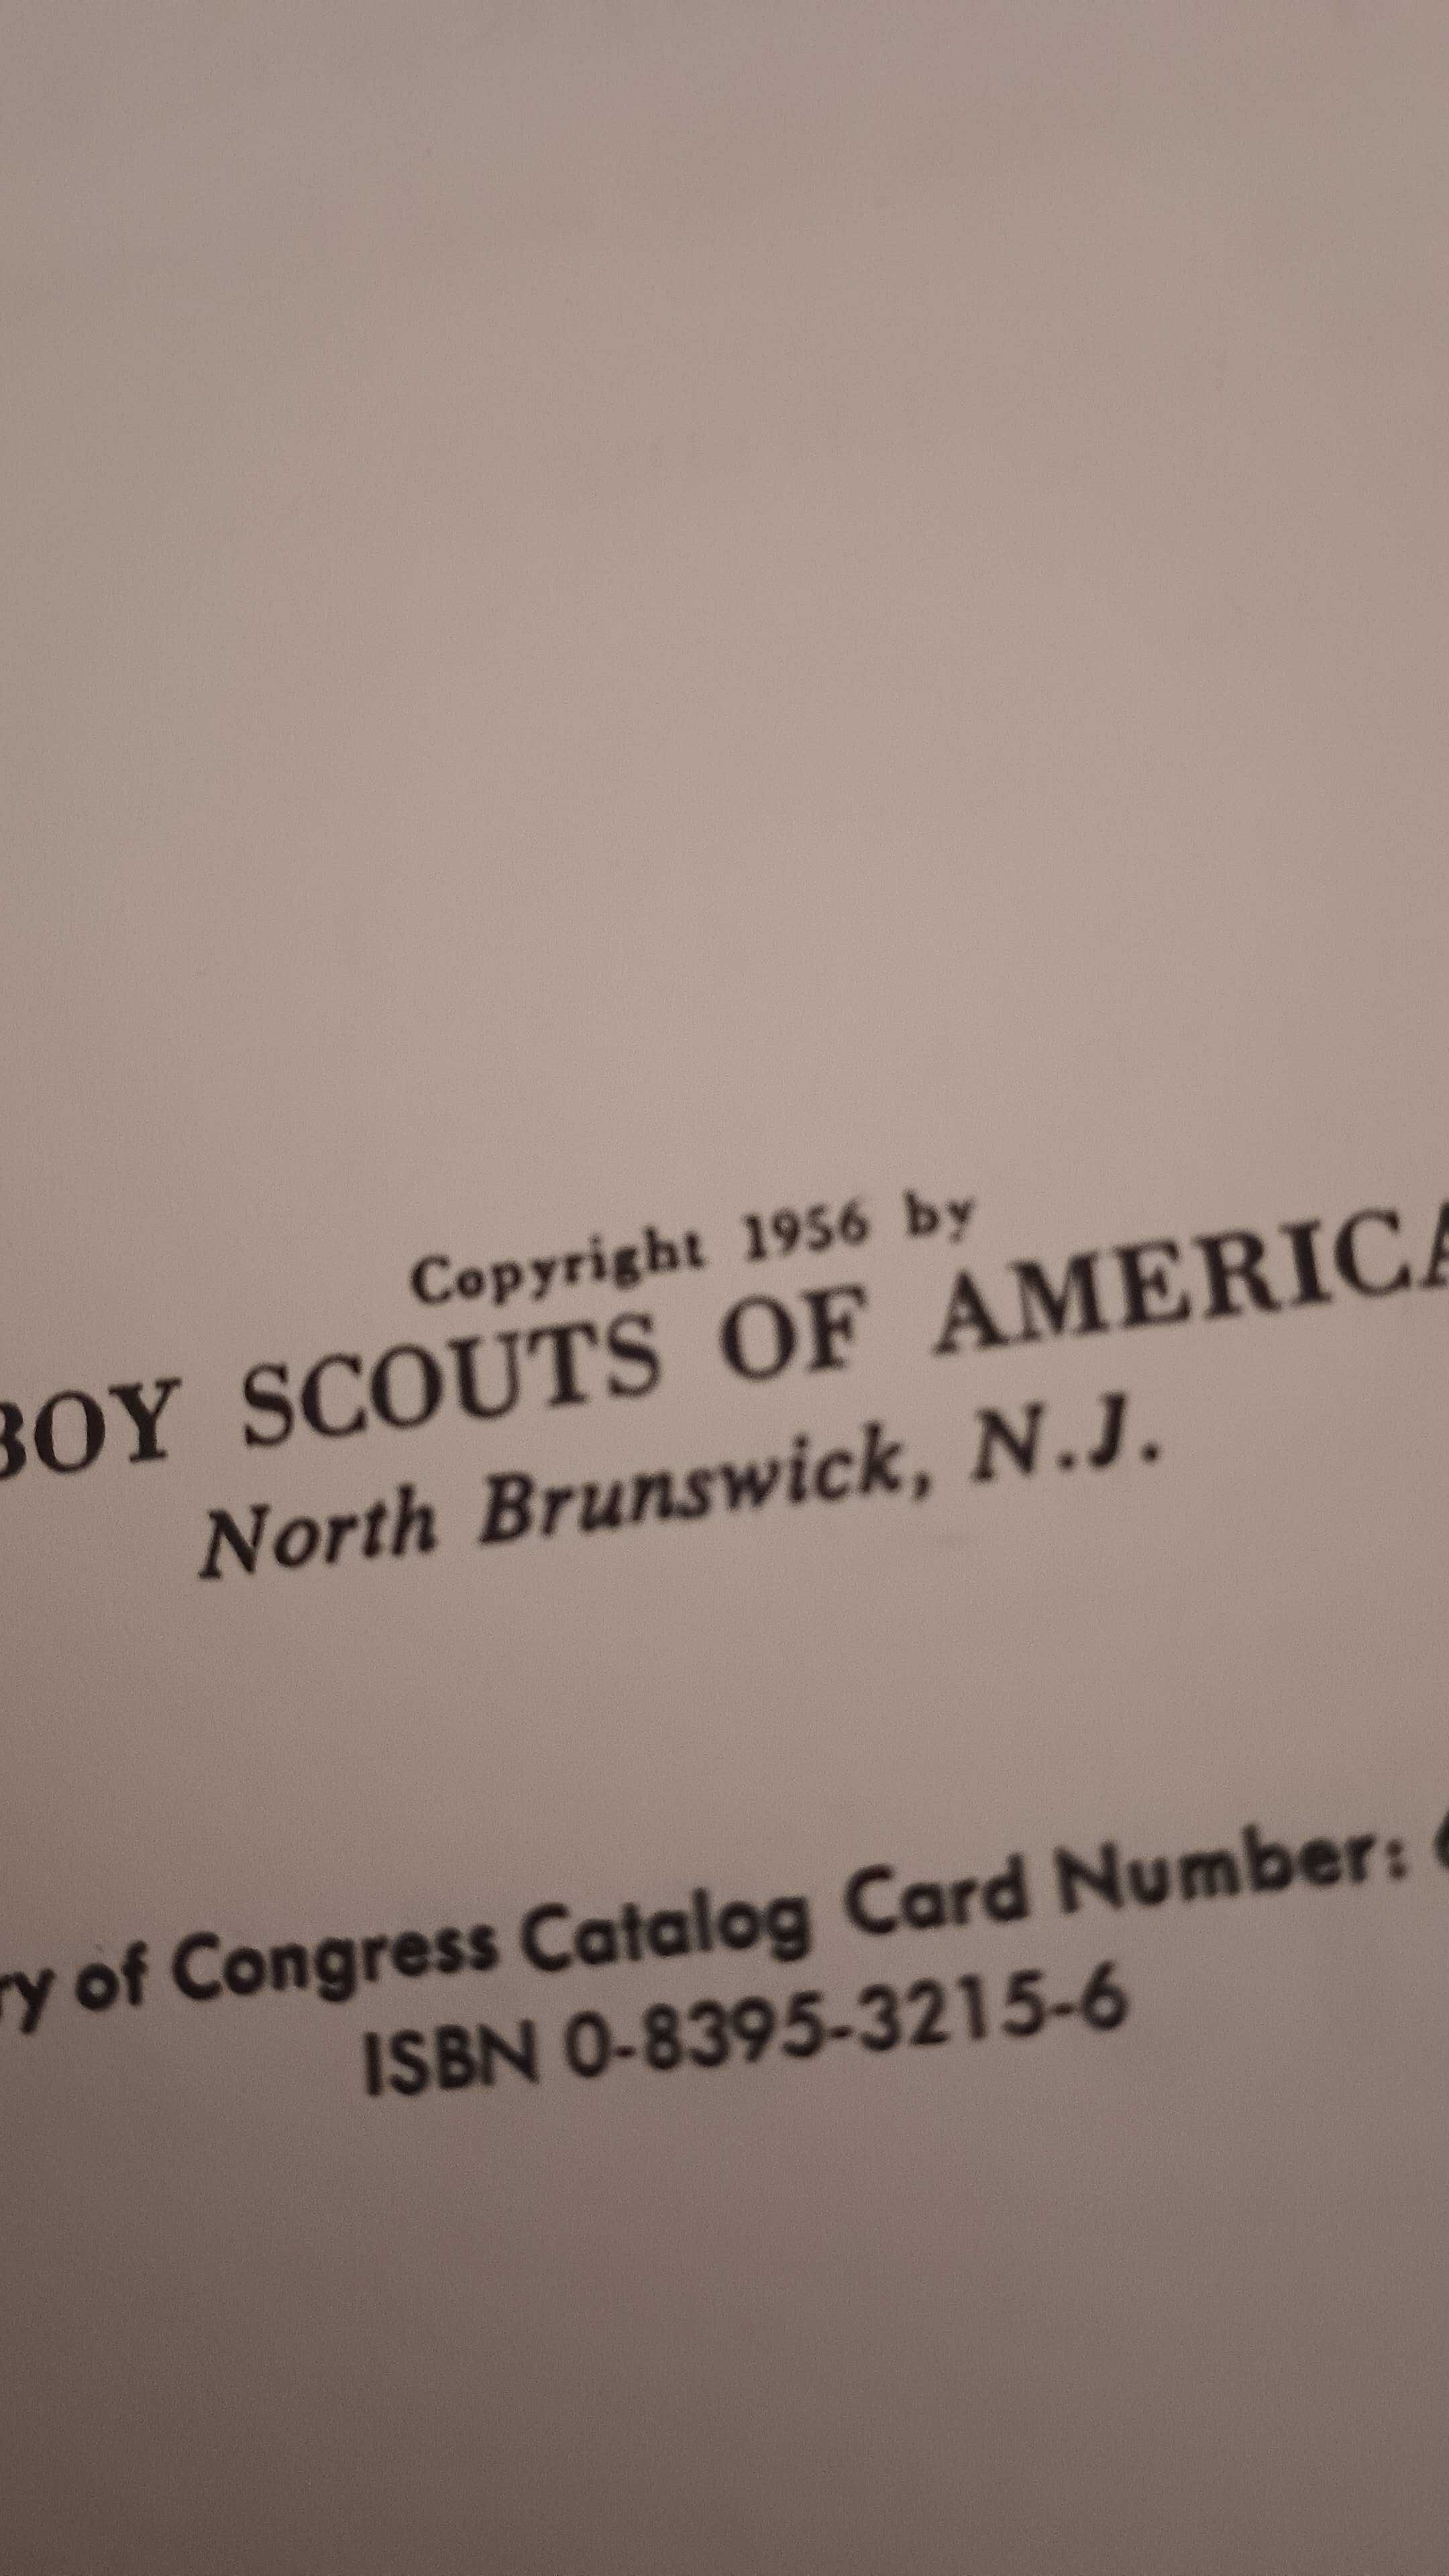 Copyright 1956 by
BOY SCOUTS OF AMERICA
North Brunswick, N.J.
of Congress Catalog Card Number:
ISBN 0-8395-3215-6